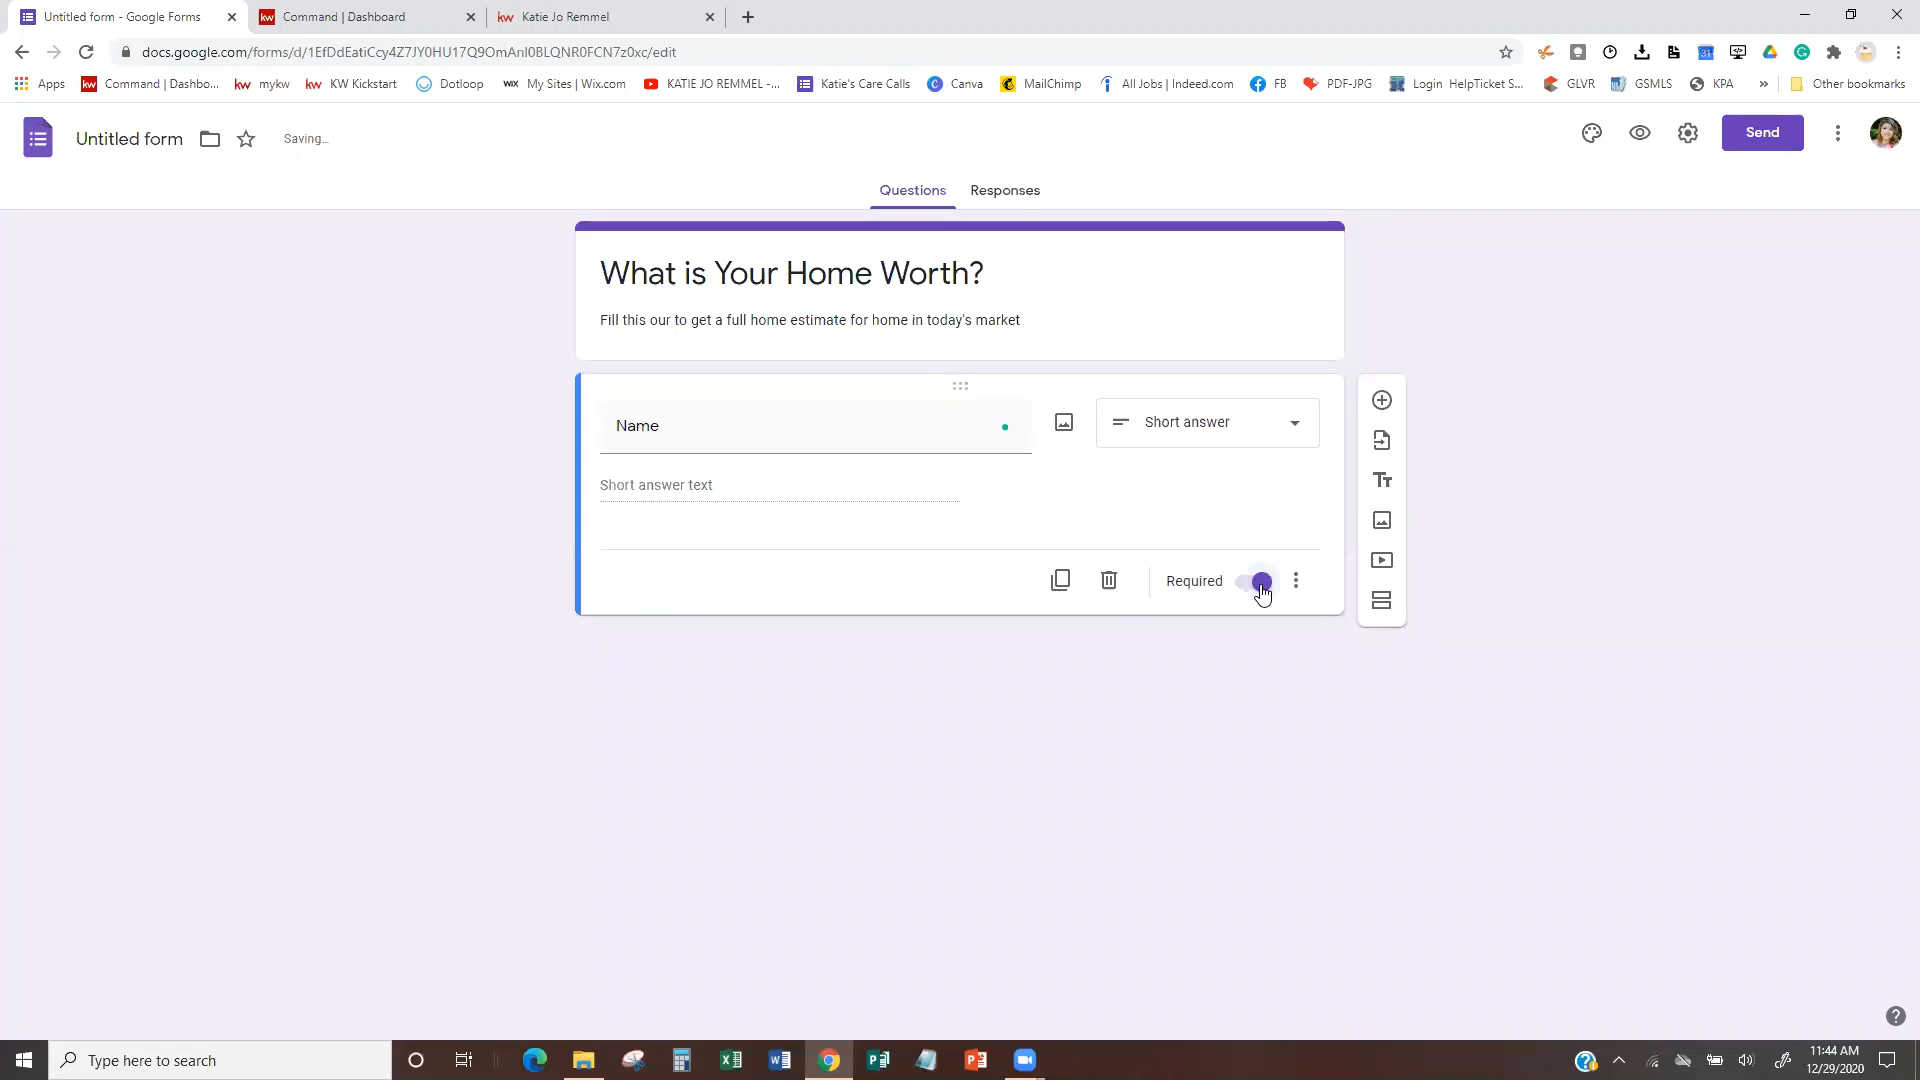 Untitled form - Google Forms
Command | Dashboard
Katie Jo Remmel
docs.google.com/forms/d/1EfDdEatiCcy4Z7JY0HU17Q9OmAnI0BLQNR0FCN7z0xc/edit
Apps
Command | Dashbo...
mykw
KW Kickstart
Dotloop
My Sites | Wix.com
KATIE JO REMMEL -...
Katie's Care Calls
Canva
MailChimp
All Jobs | Indeed.com
FB
PDF-JPG
Login HelpTicket S...
GLVR
GSMLS
KPA
»
Other bookmarks
Untitled form
Saving...
Send
Questions
Responses
What is Your Home Worth?
Fill this our to get a full home estimate for home in today's market
Name
Short answer
Short answer text
Required
Type here to search
11:44 AM
12/29/2020